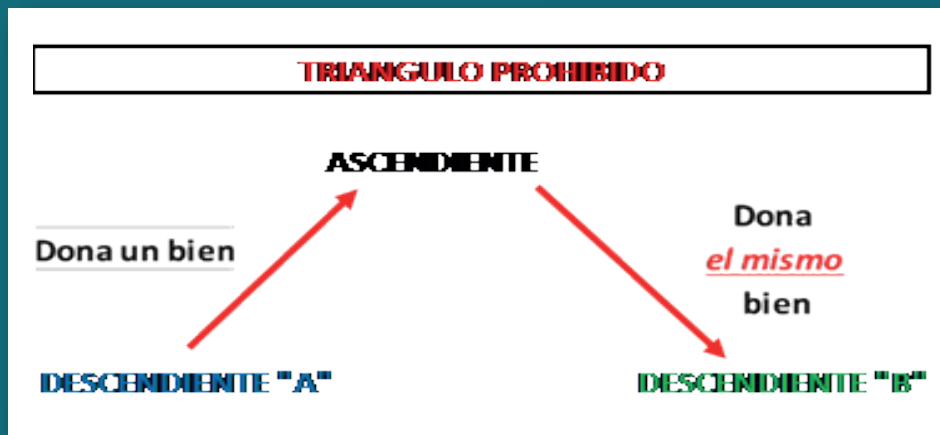 TRIANGULO PROHIBIDO
ASCENDIENTE
Dona un bien
Dona
el mismo
bien
DESCENDIENTE "A"
DESCENDIENTE "B"